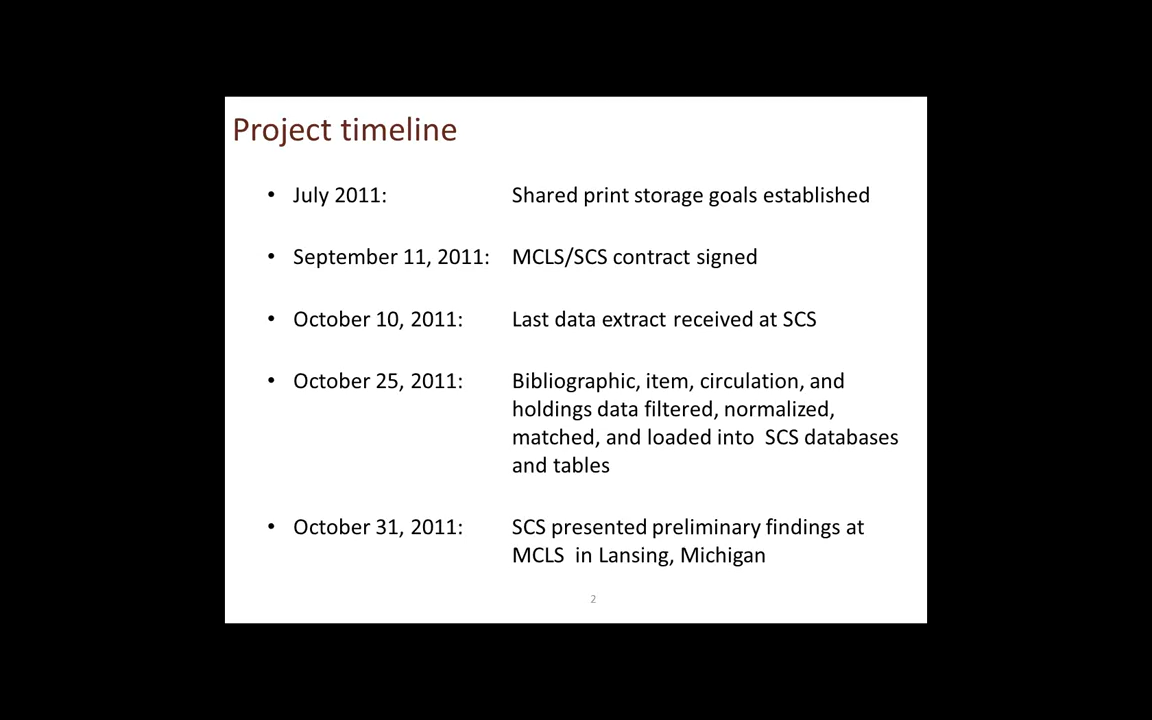 Project timeline
• July 2011: Shared print storage goals established
• September 11, 2011: MCLS/SCS contract signed
• October 10, 2011: Last data extract received at SCS
• October 25, 2011: Bibliographic, item, circulation, and
holdings data filtered, normalized,
matched, and loaded into  SCS databases
and tables
• October 31, 2011: SCS presented preliminary findings at
MCLS  in Lansing, Michigan
2